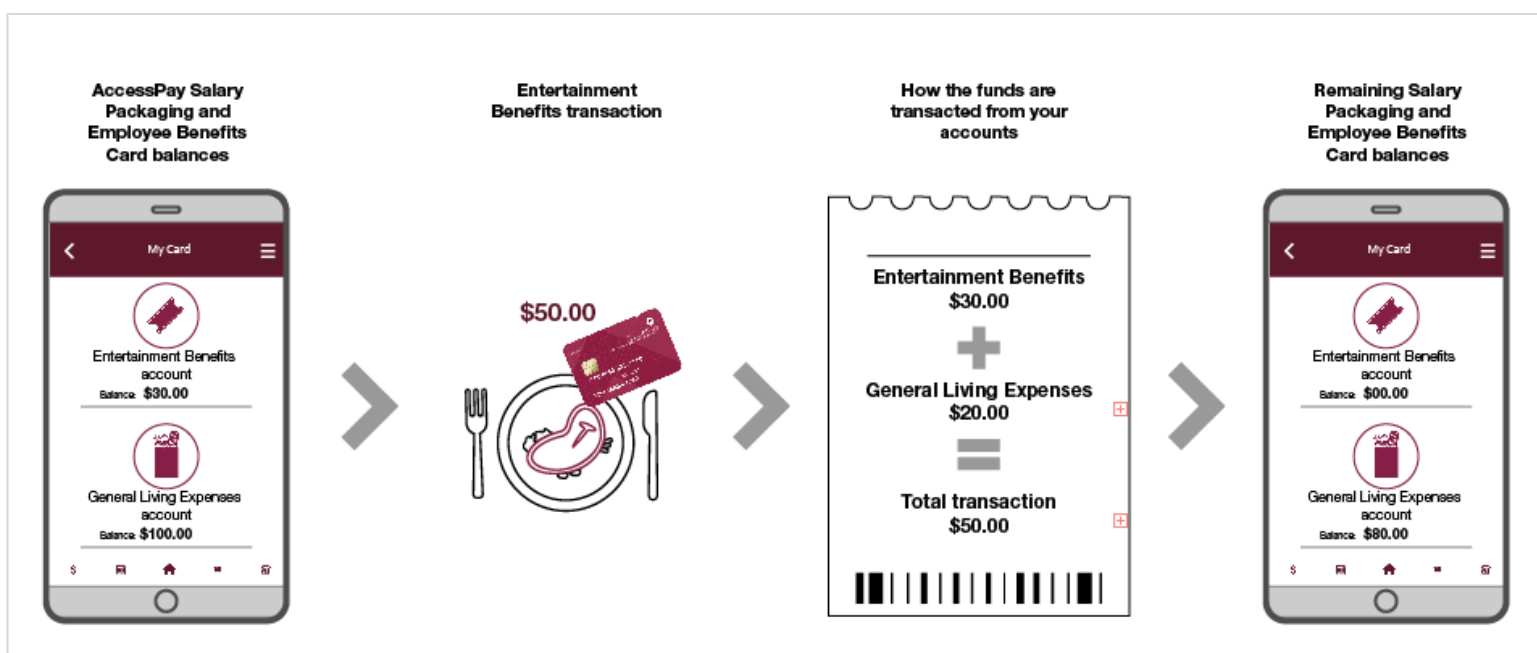 AccessPay Salary
Packaging and
Employee Benefits
Card balances
My Card
Entertainment Benefits
account
Balance: $30.00
General Living Expenses
account
Balance: $100.00
$
Entertainment
Benefits transaction
$50.00
How the funds are
transacted from your
accounts
Entertainment Benefits
$30.00
+
General Living Expenses
$20.00
=
Total transaction
$50.00
Remaining Salary
Packaging and
Employee Benefits
Card balances
My Card
Entertainment Benefits
account
Balance: $00.00
General Living Expenses
account
Balance: $80.00
$